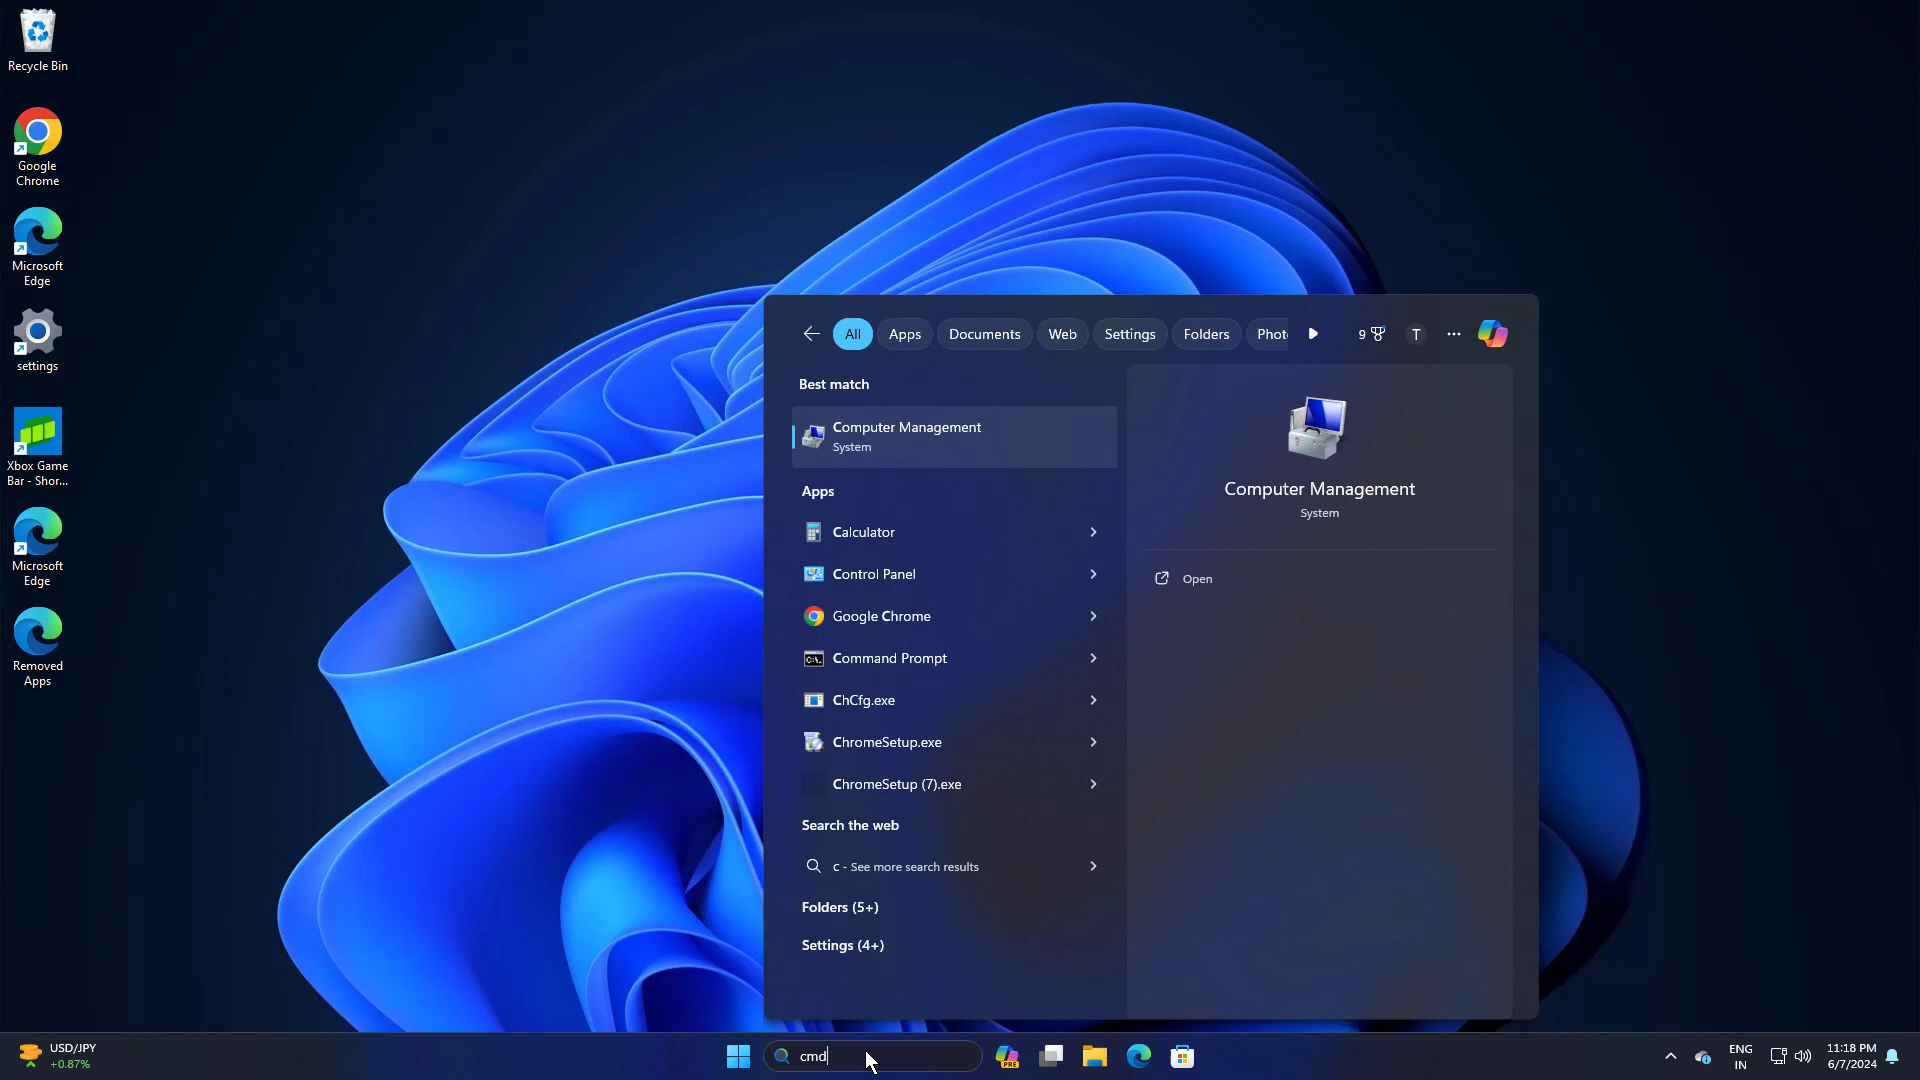 Recycle Bin
Google
Chrome
Microsoft
Edge
settings
Xbox Game
Bar - Shor...
Microsoft
Edge
Removed
Apps
All
Apps
Documents
Web
Settings
Folders
Phot
9
T
Best match
Computer Management
System
Apps
Calculator
Control Panel
Google Chrome
Command Prompt
ChCfg.exe
ChromeSetup.exe
ChromeSetup (7).exe
Search the web
c - See more search results
Folders (5+)
Settings (4+)
Computer Management
System
Open
USD/JPY
+0.87%
cmd
PRE
ENG
IN
11:18 PM
6/7/2024